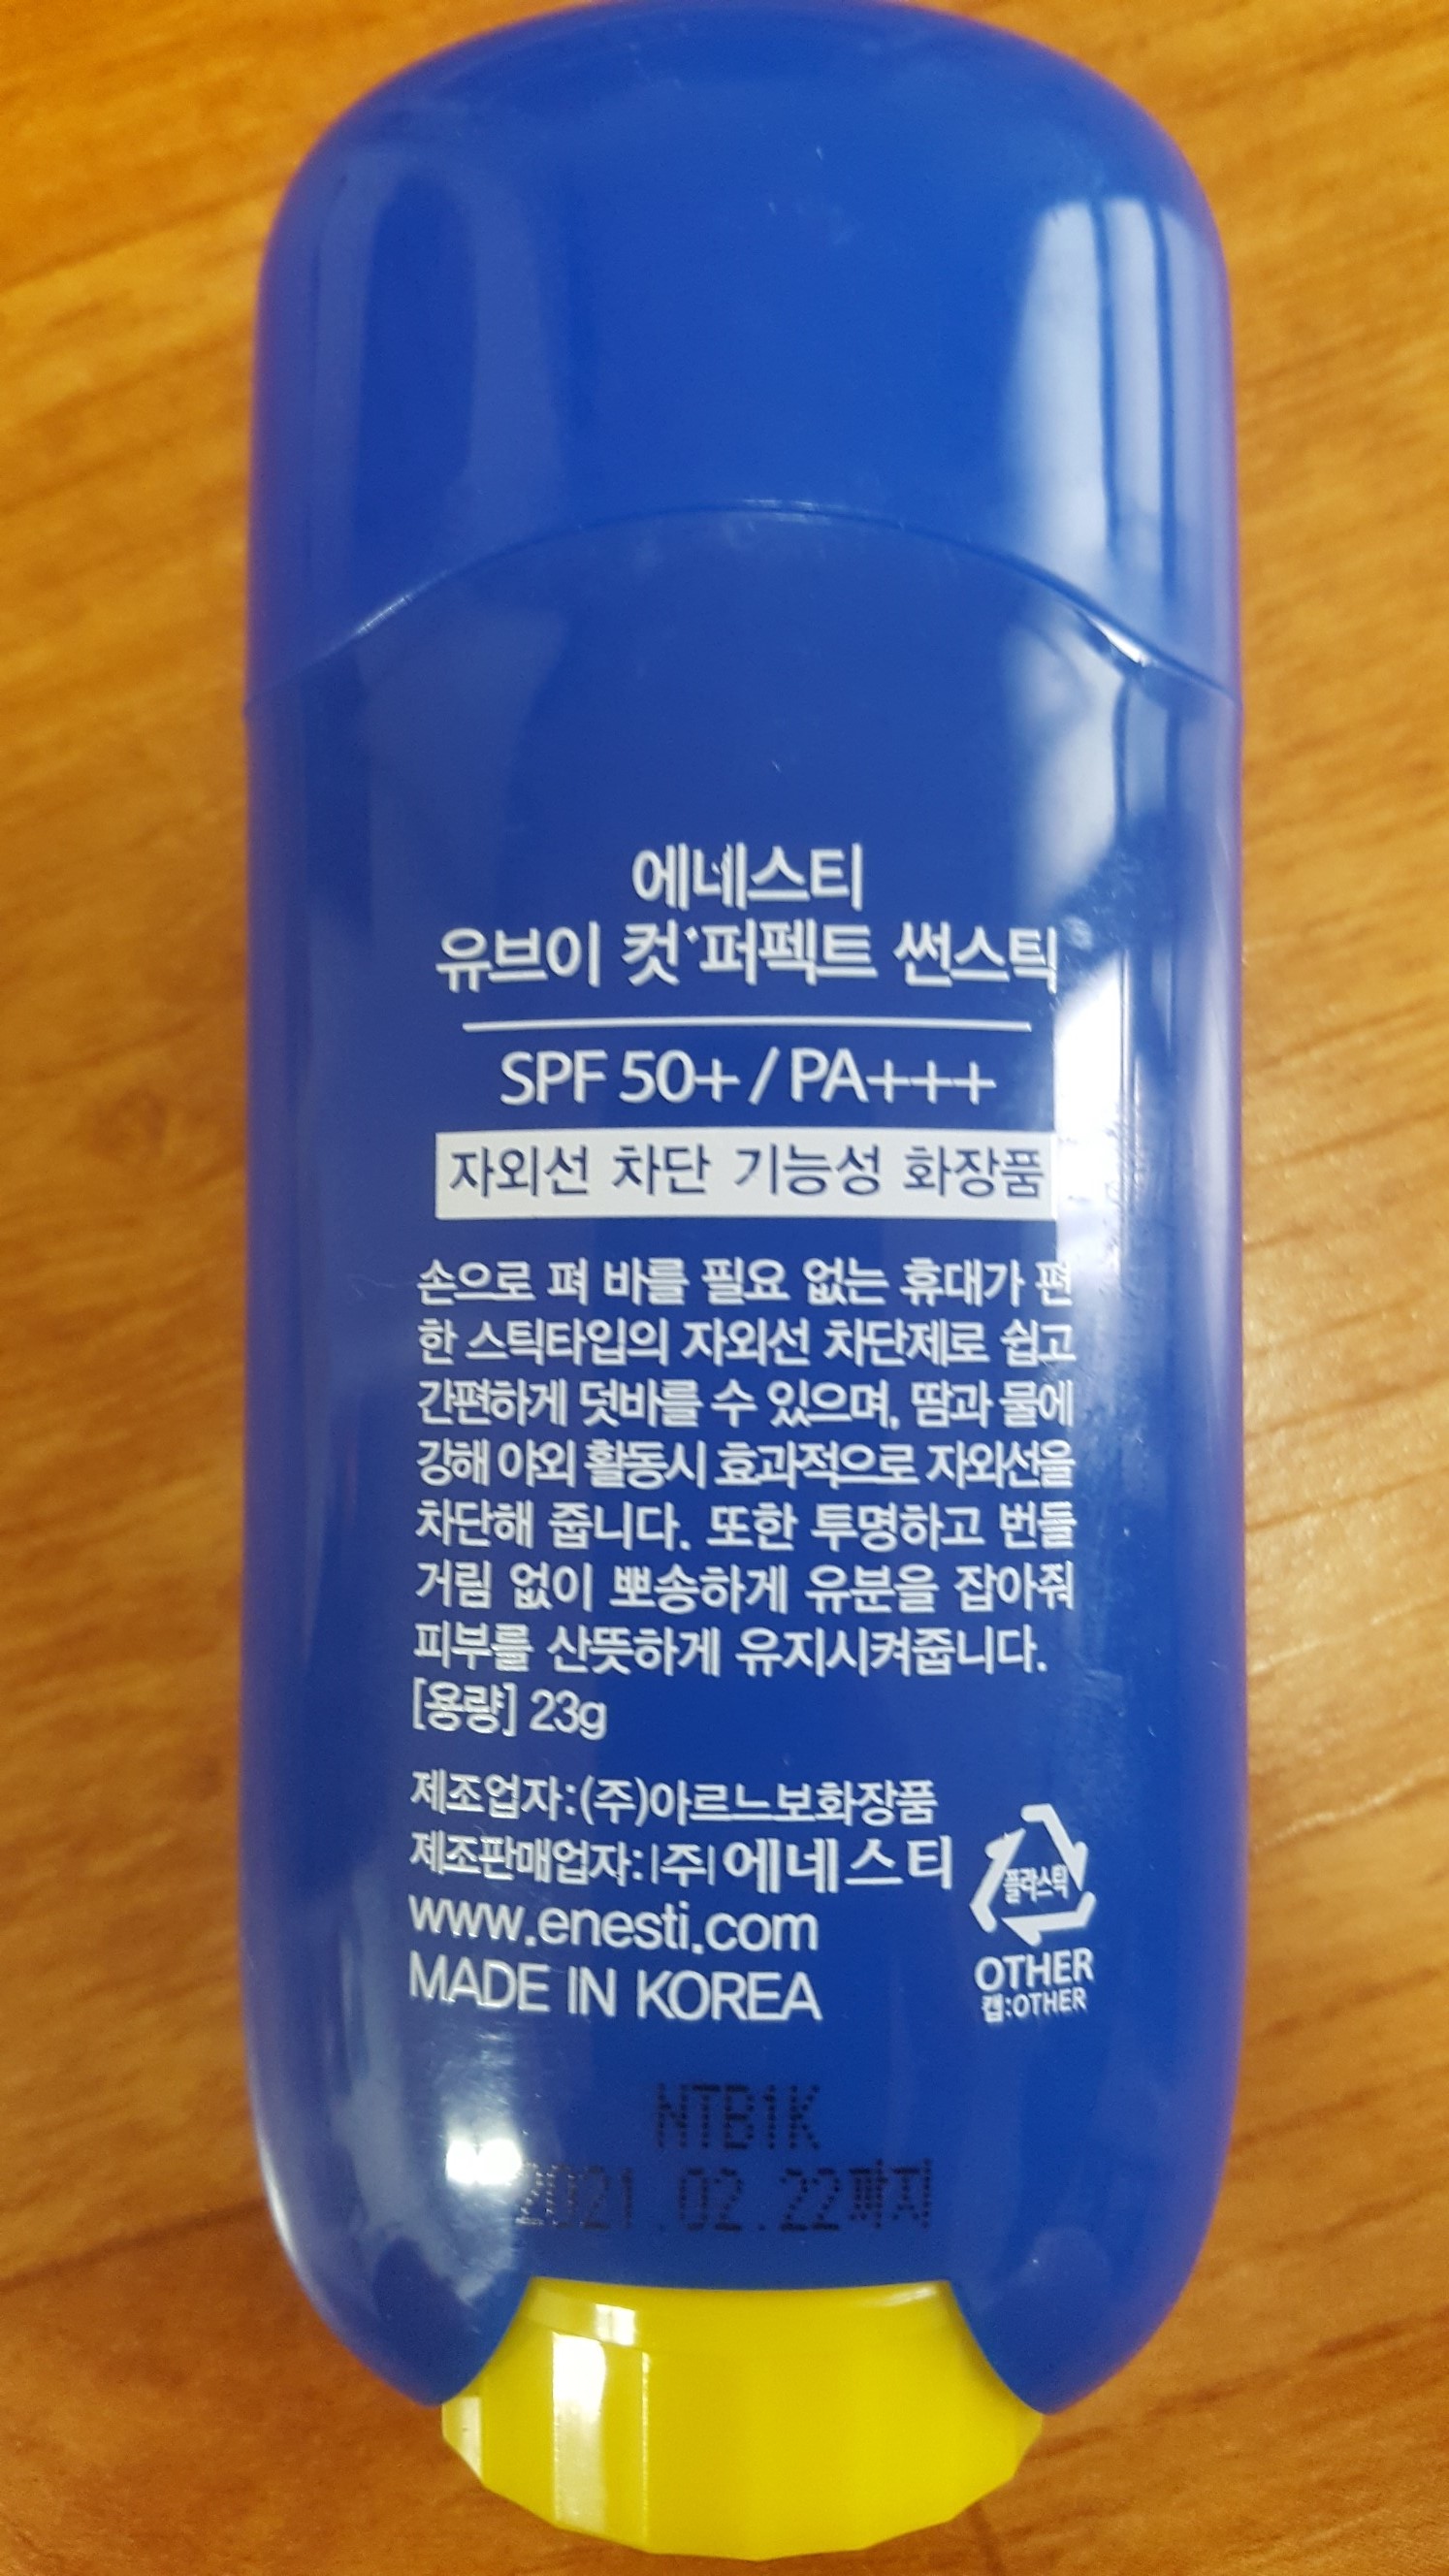 에네스티
유브이 컷 퍼펙트 썬스틱
SPF 50+ / PA+++
자외선 차단 기능성 화장품
손으로 펴 바를 필요 없는 휴대가 편
한 스틱타입의 자외선 차단제로 쉽고
간편하게 덧바를 수 있으며, 땀과 물에
강해 야외 활동시 효과적으로 자외선을
차단해 줍니다. 또한 투명하고 번들
거림 없이 뽀송하게 유분을 잡아줘
피부를 산뜻하게 유지시켜줍니다.
[용량] 23g
제조업자:(주)아르느보화장품
제조판매업자:(주)에네스티
www.enesti.com
MADE IN KOREA
플라스틱
OTHER
캡:OTHER
NTB1K
2021.02.22까지